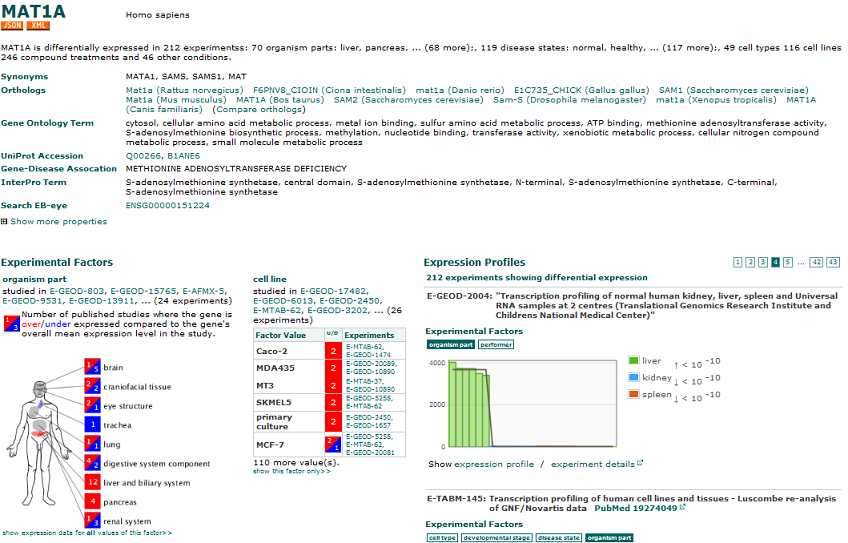 MAT1A
Homo sapiens
JSON XML
MAT1A is differentially expressed in 212 experimentss: 70 organism parts: liver, pancreas, ... (68 more);, 119 disease states: normal, healthy, ... (117 more);, 49 cell types 116 cell lines
246 compound treatments and 46 other conditions.
Synonyms MATA1, SAMS, SAMS1, MAT
Orthologs Mat1a (Rattus norvegicus) F6PNV8_CIOIN (Ciona intestinalis) mat1a (Danio rerio) E1C735_CHICK (Gallus gallus) SAM1 (Saccharomyces cerevisiae)
Mat1a (Mus musculus) MAT1A (Bos taurus) SAM2 (Saccharomyces cerevisiae) Sam-S (Drosophila melanogaster) mat1a (Xenopus tropicalis) MAT1A
(Canis familiaris) (Compare orthologs)
Gene Ontology Term cytosol, cellular amino acid metabolic process, metal ion binding, sulfur amino acid metabolic process, ATP binding, methionine adenosyltransferase activity,
S-adenosylmethionine biosynthetic process, methylation, nucleotide binding, transferase activity, xenobiotic metabolic process, cellular nitrogen compound
metabolic process, small molecule metabolic process
UniProt Accession Q00266, B1ANE6
Gene-Disease Assocation METHIONINE ADENOSYLTRANSFERASE DEFICIENCY
InterPro Term S-adenosylmethionine synthetase, central domain, S-adenosylmethionine synthetase, N-terminal, S-adenosylmethionine synthetase, C-terminal,
S-adenosylmethionine synthetase
Search EB-eye ENSG00000151224
Show more properties
Experimental Factors
organism part
studied in E-GEOD-803, E-GEOD-15765, E-AFMX-5,
E-GEOD-9531, E-GEOD-13911, ... (24 experiments)
1 3 Number of published studies where the gene is
over/under expressed compared to the gene's
overall mean expression level in the study.
1 5 brain
2 2 craniofacial tissue
2 1 eye structure
1 trachea
1 1 lung
4 2 digestive system component
12 liver and biliary system
4 pancreas
1 3 renal system
show expression data for all values of this factor>>
cell line
studied in E-GEOD-17482,
E-GEOD-6013, E-GEOD-2450,
E-MTAB-62, E-GEOD-3202, ... (26
experiments)
Factor Value U/D Experiments
Caco-2 2 E-MTAB-62,
E-GEOD-1474
MDA435 2 E-GEOD-20089,
E-GEOD-10890
MT3 2 E-MTAB-37,
E-GEOD-10890
SKMEL5 2 E-GEOD-5258,
E-MTAB-62
primary
culture 2 E-GEOD-2450,
E-GEOD-1657
MCF-7 2 1 E-GEOD-5258,
E-MTAB-62,
E-GEOD-20081
110 more value(s).
show this factor only>>
Expression Profiles
1 2 3 4 5 ... 42 43
212 experiments showing differential expression
E-GEOD-2004: "Transcription profiling of normal human kidney, liver, spleen and Universal
RNA samples at 2 centres (Translational Genomics Research Institute and
Childrens National Medical Center)"
Experimental Factors
organism part performer
4000
2000
0
liver ↑ < 10 -10
kidney ↓ < 10 -10
spleen ↓ < 10 -10
Show expression profile / experiment details
E-TABM-145: Transcription profiling of human cell lines and tissues - Luscombe re-analysis
of GNF/Novartis data PubMed 19274049
Experimental Factors
cell type developmental stage disease state organism part